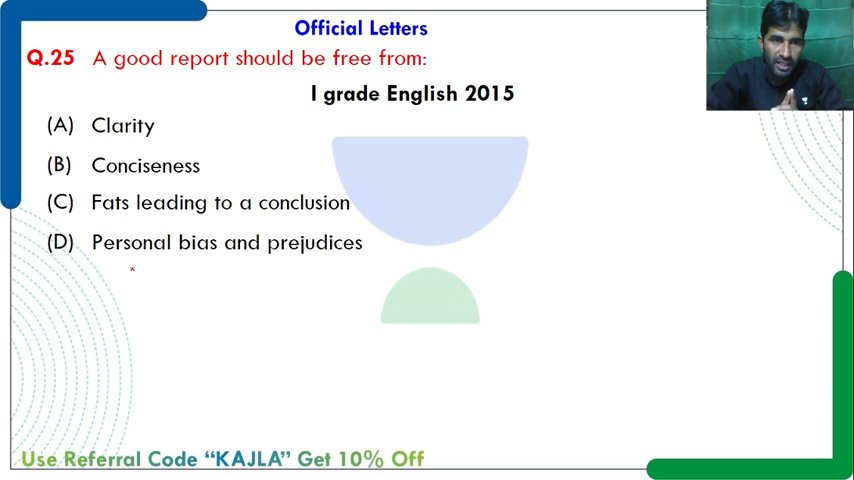 Official Letters
Q.25 A good report should be free from:
I grade English 2015
(A) Clarity
(B) Conciseness
(C) Fats leading to a conclusion
(D) Personal bias and prejudices
Use Referral Code “KAJLA” Get 10% Off